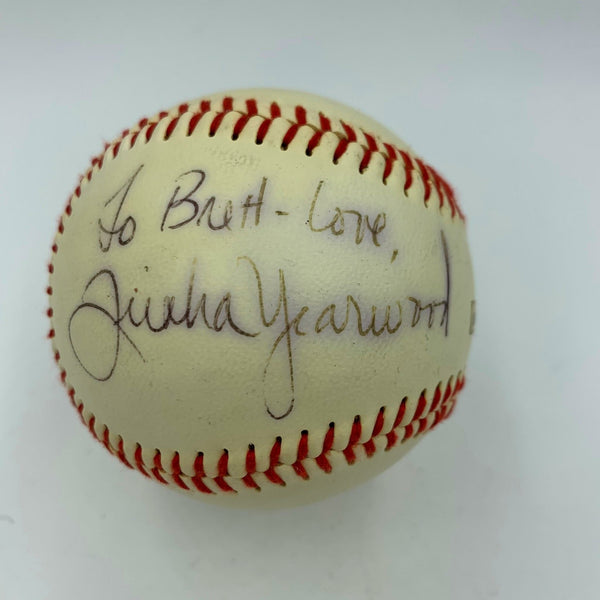 To Brett - Love,
Trisha Yearwood